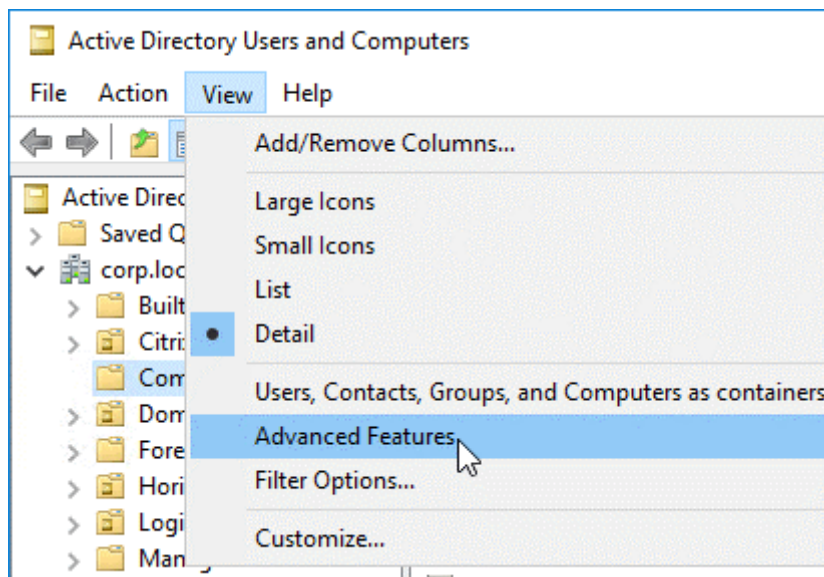 Active Directory Users and Computers
File Action View Help
Add/Remove Columns...
Active Direc
Large Icons
Saved Q
Small Icons
corp.loc
List
Built
Detail
Citri
Com
Users, Contacts, Groups, and Computers as containers
Dom
Advanced Features
Fore
Filter Options...
Hori
Logi
Customize...
Manag